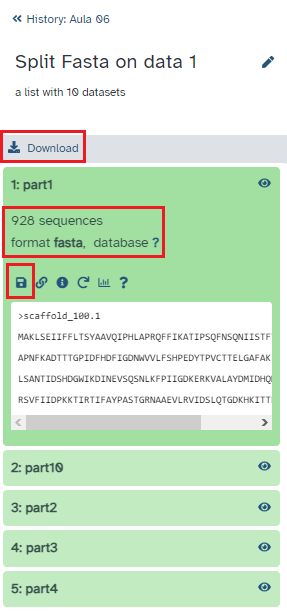 « History: Aula 06
Split Fasta on data 1
a list with 10 datasets
Download
1: part1
928 sequences
format fasta, database ?
?
>scaffold_100.1
MAKLSEIIFFLTSYAAVQIPHLAPRQFFIKATIPSQFNSQNIISTF
APNFKADTTTGPIDFHDFIGDNWVVLFSHPEDYTPVCTTELGAFAK
LSANTIDSHDGWIKDINEVSQSNLKFPIIGDKERKVALAYDMIDHQ
RSVFIIDPKKTIRTIFAYPASTGRNAAEVLRVIDSLQTGDKHKITT
2: part10
3: part2
4: part3
5: part4